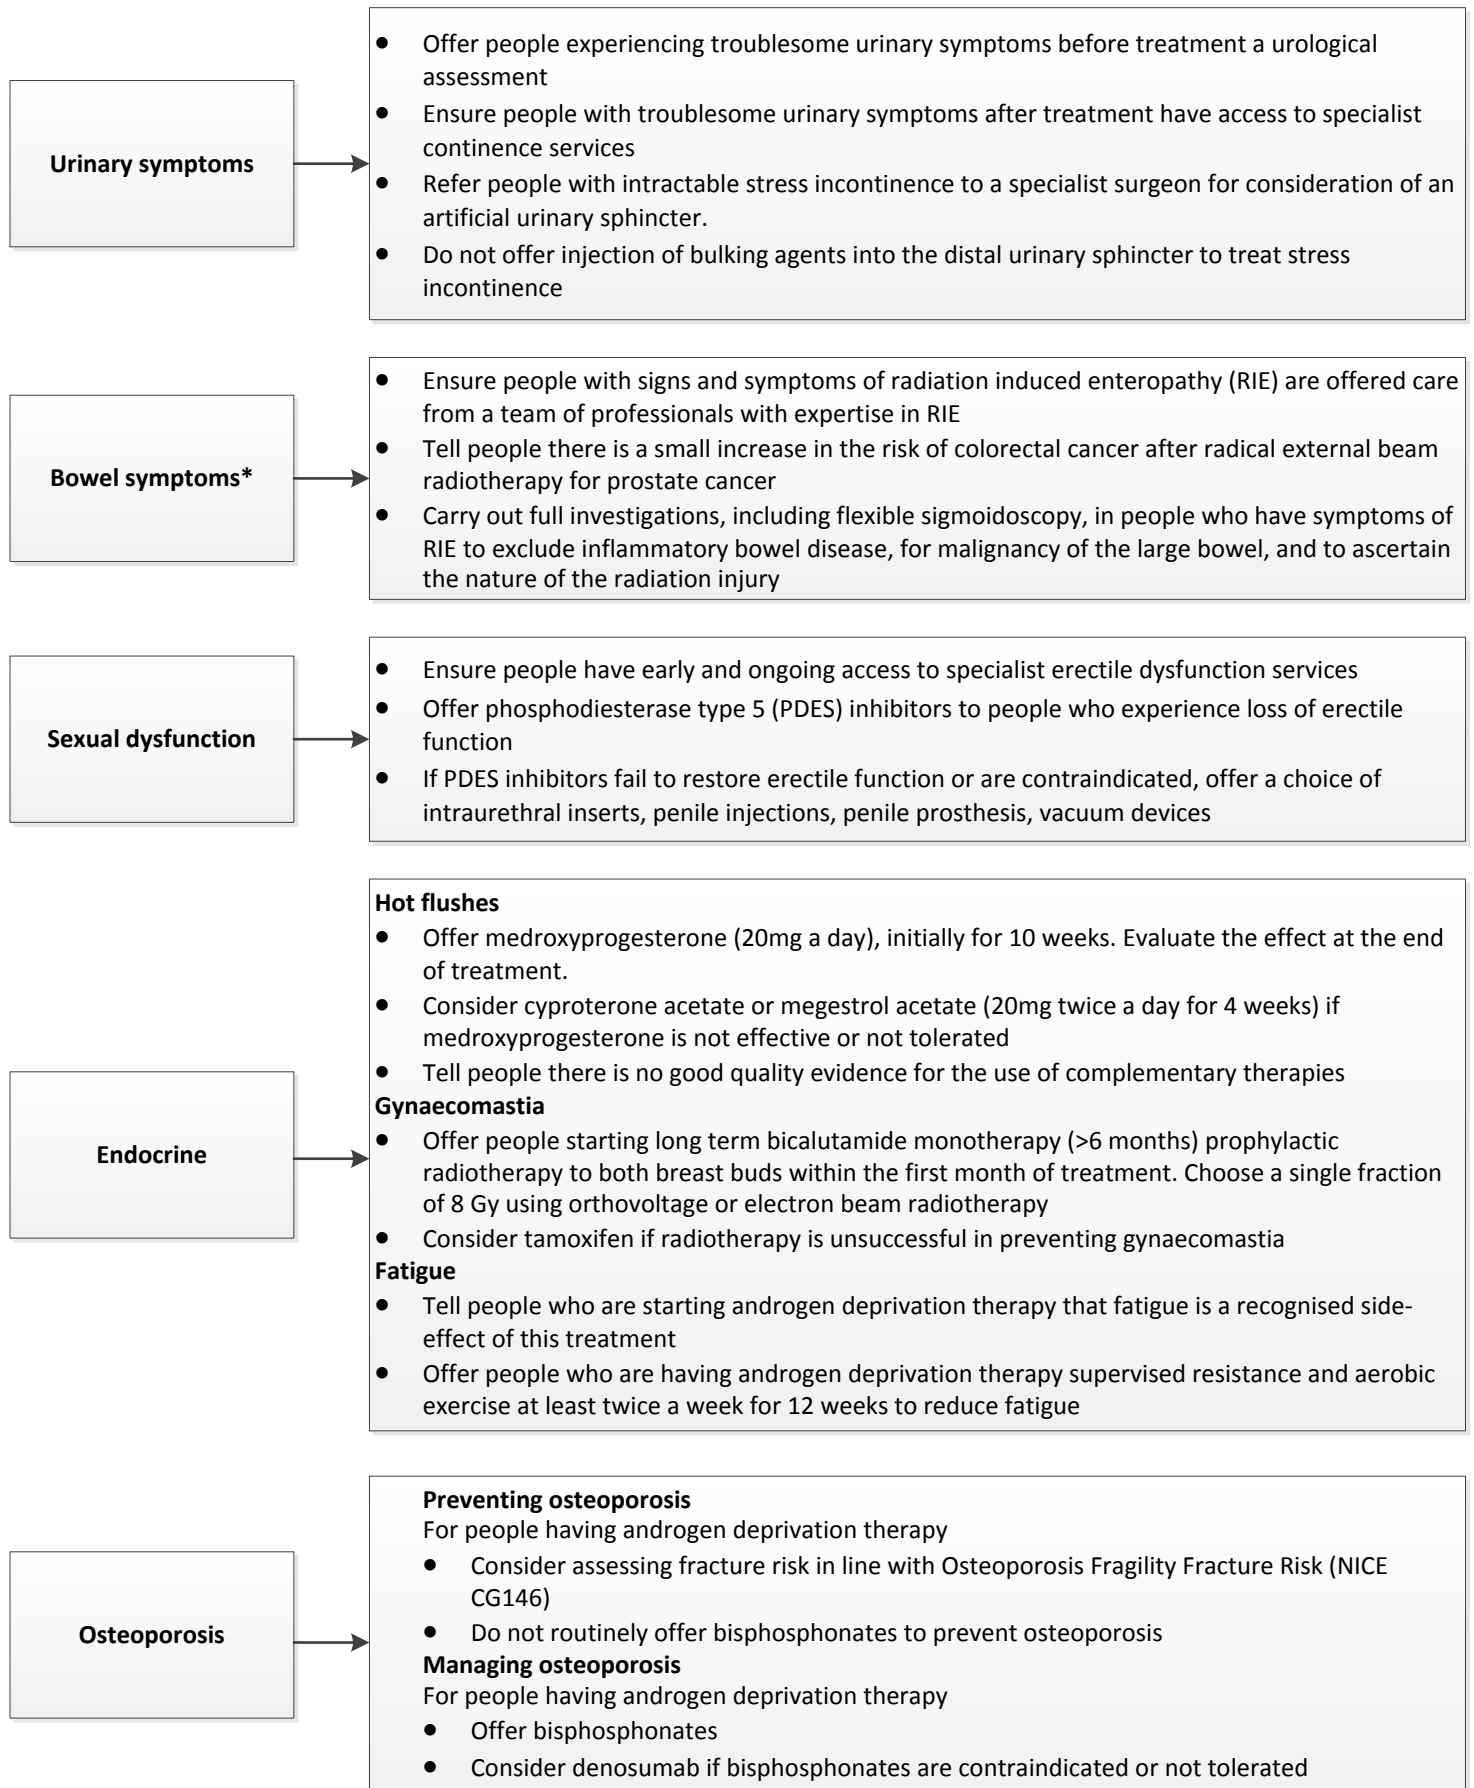 Urinary symptoms
● Offer people experiencing troublesome urinary symptoms before treatment a urological
assessment
● Ensure people with troublesome urinary symptoms after treatment have access to specialist
continence services
● Refer people with intractable stress incontinence to a specialist surgeon for consideration of an
artificial urinary sphincter.
● Do not offer injection of bulking agents into the distal urinary sphincter to treat stress
incontinence
Bowel symptoms*
● Ensure people with signs and symptoms of radiation induced enteropathy (RIE) are offered care
from a team of professionals with expertise in RIE
● Tell people there is a small increase in the risk of colorectal cancer after radical external beam
radiotherapy for prostate cancer
● Carry out full investigations, including flexible sigmoidoscopy, in people who have symptoms of
RIE to exclude inflammatory bowel disease, for malignancy of the large bowel, and to ascertain
the nature of the radiation injury
Sexual dysfunction
● Ensure people have early and ongoing access to specialist erectile dysfunction services
● Offer phosphodiesterase type 5 (PDES) inhibitors to people who experience loss of erectile
function
● If PDES inhibitors fail to restore erectile function or are contraindicated, offer a choice of
intraurethral inserts, penile injections, penile prosthesis, vacuum devices
Endocrine
Hot flushes
● Offer medroxyprogesterone (20mg a day), initially for 10 weeks. Evaluate the effect at the end
of treatment.
● Consider cyproterone acetate or megestrol acetate (20mg twice a day for 4 weeks) if
medroxyprogesterone is not effective or not tolerated
● Tell people there is no good quality evidence for the use of complementary therapies
Gynaecomastia
● Offer people starting long term bicalutamide monotherapy (>6 months) prophylactic
radiotherapy to both breast buds within the first month of treatment. Choose a single fraction
of 8 Gy using orthovoltage or electron beam radiotherapy
● Consider tamoxifen if radiotherapy is unsuccessful in preventing gynaecomastia
Fatigue
● Tell people who are starting androgen deprivation therapy that fatigue is a recognised side-
effect of this treatment
● Offer people who are having androgen deprivation therapy supervised resistance and aerobic
exercise at least twice a week for 12 weeks to reduce fatigue
Osteoporosis
Preventing osteoporosis
For people having androgen deprivation therapy
● Consider assessing fracture risk in line with Osteoporosis Fragility Fracture Risk (NICE
CG146)
● Do not routinely offer bisphosphonates to prevent osteoporosis
Managing osteoporosis
For people having androgen deprivation therapy
● Offer bisphosphonates
● Consider denosumab if bisphosphonates are contraindicated or not tolerated